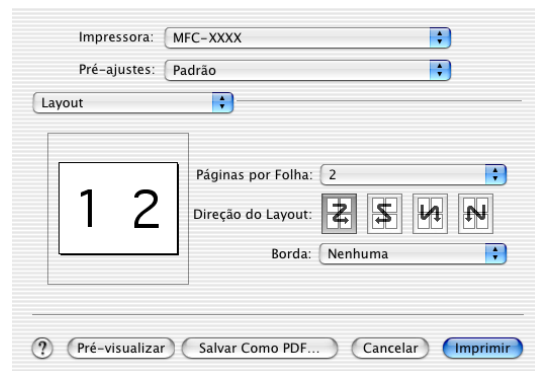 Impressora: MFC-XXXX
Pré-ajustes: Padrão
Layout
1 2
Páginas por Folha: 2
Direção do Layout:
Borda: Nenhuma
? Pré-visualizar Salvar Como PDF... Cancelar Imprimir